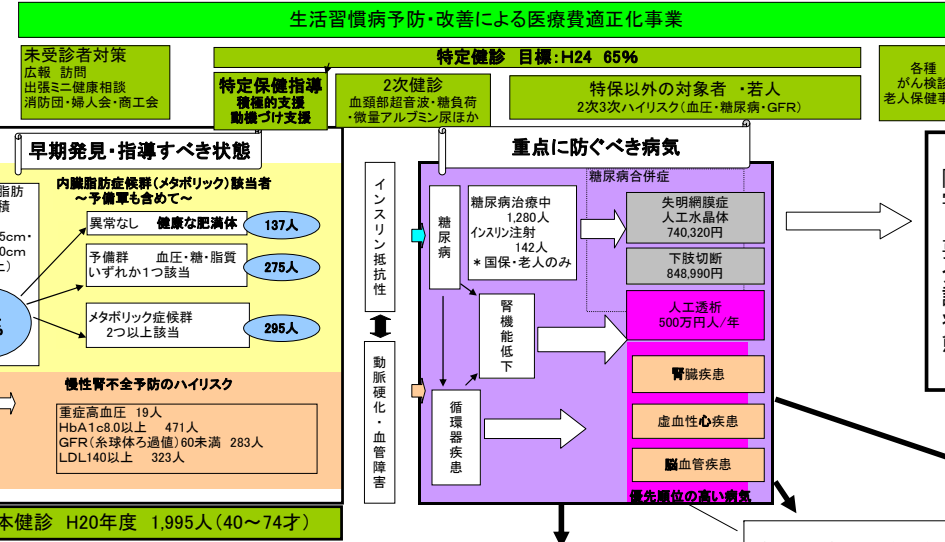 生活習慣病予防・改善による医療費適正化事業
未受診者対策
広報 訪問
出張ミニ健康相談
消防団・婦人会・商工会
特定健診 目標:H24 65%
特定保健指導
積極的支援
動機づけ支援
2次健診
血頚部超音波・糖負荷
・微量アルブミン尿ほか
特保以外の対象者 ・若人
2次3次ハイリスク(血圧・糖尿病・GFR)
各種
がん検診
老人保健事
早期発見・指導すべき状態
内臓脂肪症候群(メタボリック)該当者
～予備軍も含めて～
脂肪
積
5cm・
0cm
異常なし 健康な肥満体
137人
予備群 血圧・糖・脂質
いずれか1つ該当
275人
メタボリック症候群
2つ以上該当
295人
慢性腎不全予防のハイリスク
重症高血圧 19人
HbA1c8.0以上 471人
GFR(糸球体ろ過値)60未満 283人
LDL140以上 323人
本健診 H20年度 1,995人(40～74才)
インスリン抵抗性
動脈硬化・血管障害
重点に防ぐべき病気
糖尿病
糖尿病治療中
1,280人
インスリン注射
142人
*国保・老人のみ
腎機能低下
循環器疾患
糖尿病合併症
失明網膜症
人工水晶体
740,320円
下肢切断
848,990円
人工透析
500万円人/年
腎臓疾患
虚血性心疾患
脳血管疾患
優先順位の高い病気